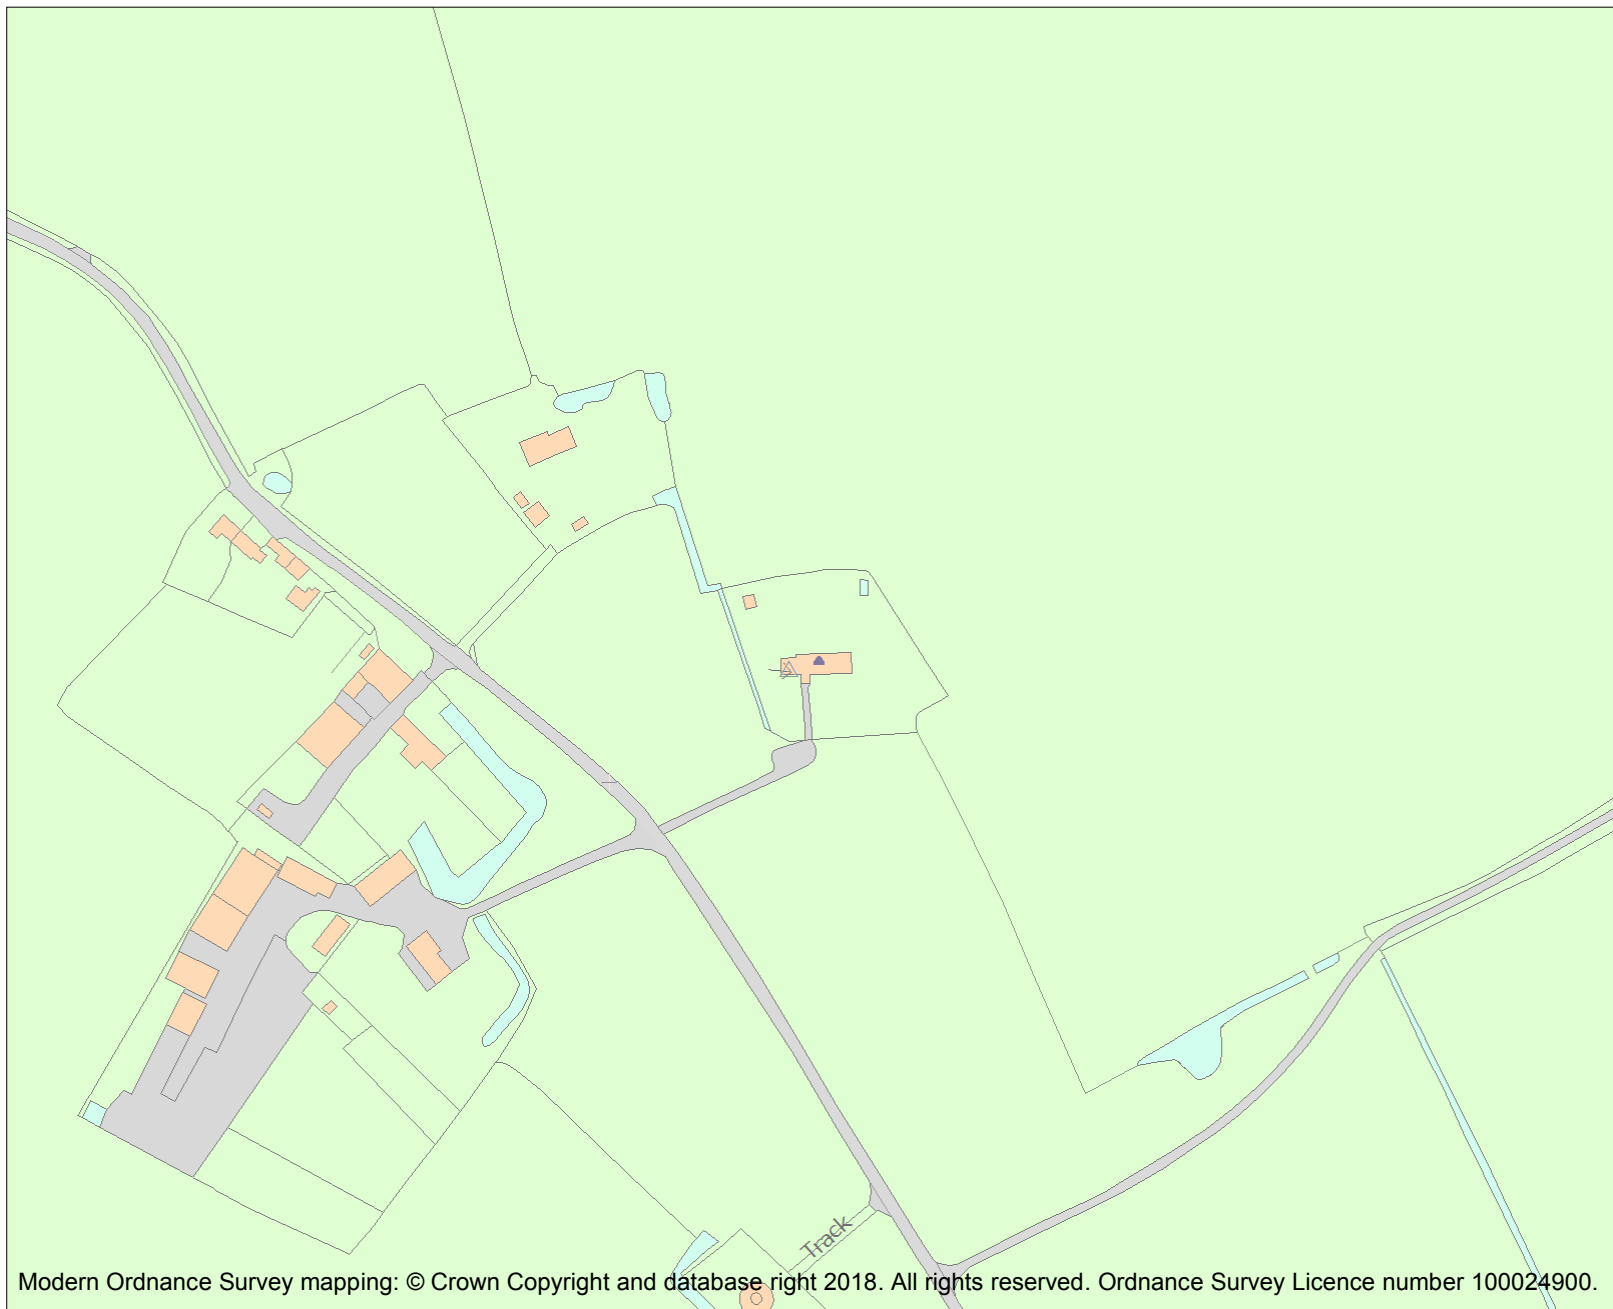 Track
Modern Ordnance Survey mapping: © Crown Copyright and database right 2018. All rights reserved. Ordnance Survey Licence number 100024900.